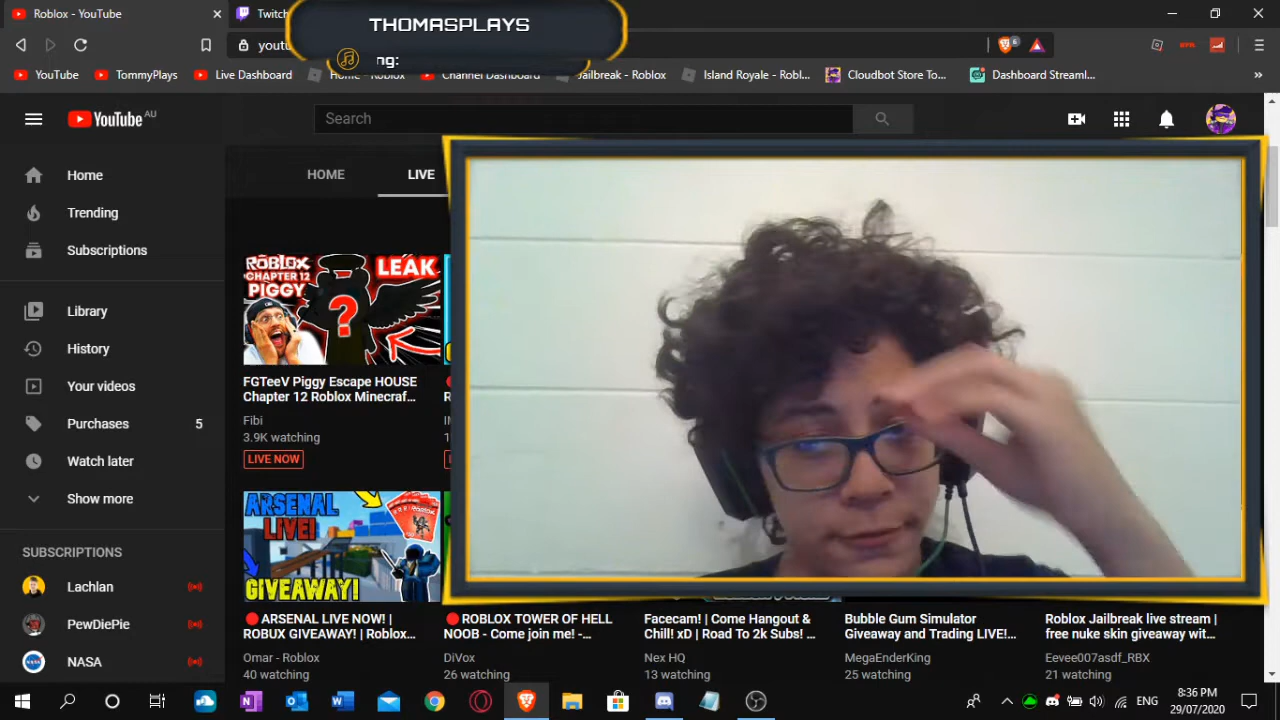 Roblox - YouTube
Twitch
THOMASPLAYS
ng:
YouTube
TommyPlays
Live Dashboard
Home - Roblox
Channel Dashboard
Jailbreak - Roblox
Island Royale - Robl...
Cloudbot Store To...
Dashboard Streaml...
»
YouTube AU
Search
Home
Trending
Subscriptions
Library
History
Your videos
Purchases 5
Watch later
Show more
SUBSCRIPTIONS
Lachlan
PewDiePie
NASA
HOME
LIVE
ROBLOX
CHAPTER 12
PIGGY
LEAK
?
FGTeeV Piggy Escape HOUSE
Chapter 12 Roblox Minecraf...
Fibi
3.9K watching
LIVE NOW
ARSENAL
LIVE!
GIVEAWAY!
ARSENAL LIVE NOW! |
ROBUX GIVEAWAY! | Roblox...
Omar - Roblox
40 watching
ROBLOX TOWER OF HELL
NOOB - Come join me! -...
DiVox
26 watching
Facecam! | Come Hangout &
Chill! xD | Road To 2k Subs! ...
Nex HQ
13 watching
Bubble Gum Simulator
Giveaway and Trading LIVE!...
MegaEnderKing
25 watching
Roblox Jailbreak live stream |
free nuke skin giveaway wit...
Eevee007asdf_RBX
21 watching
ENG
8:36 PM
29/07/2020